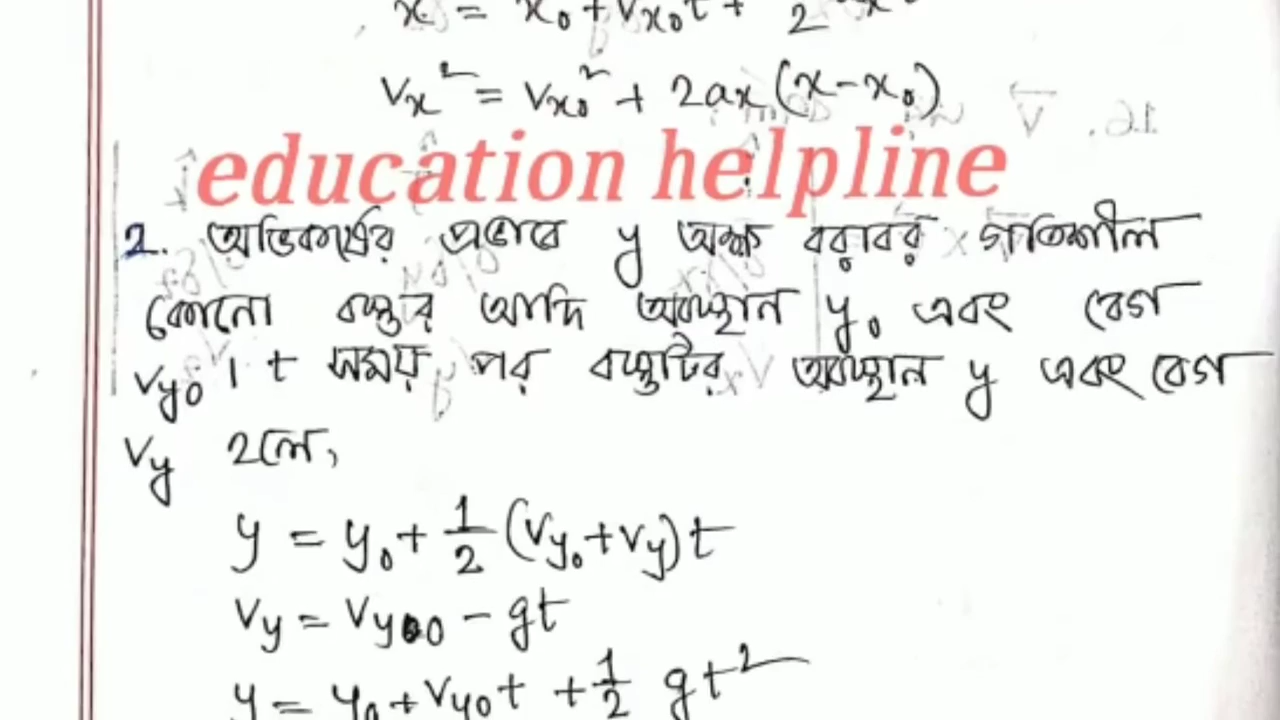 x = x₀ + vₓ₀t + 2
vₓ² = vₓ₀² + 2aₓ(x-x₀)
education helpline
2. অভিকর্ষের প্রভাবে y অক্ষ বরাবর গতিশীল
কোনো বস্তুর আদি অবস্থান y₀ এবং বেগ
vy₀। t সময় পর বস্তুটির অবস্থান y এবং বেগ
vy হলে,
y = y₀ + 1/2 (vy₀ + vy)t
vy = vy₀ - gt
y = y₀ + vy₀t + 1/2 gt²